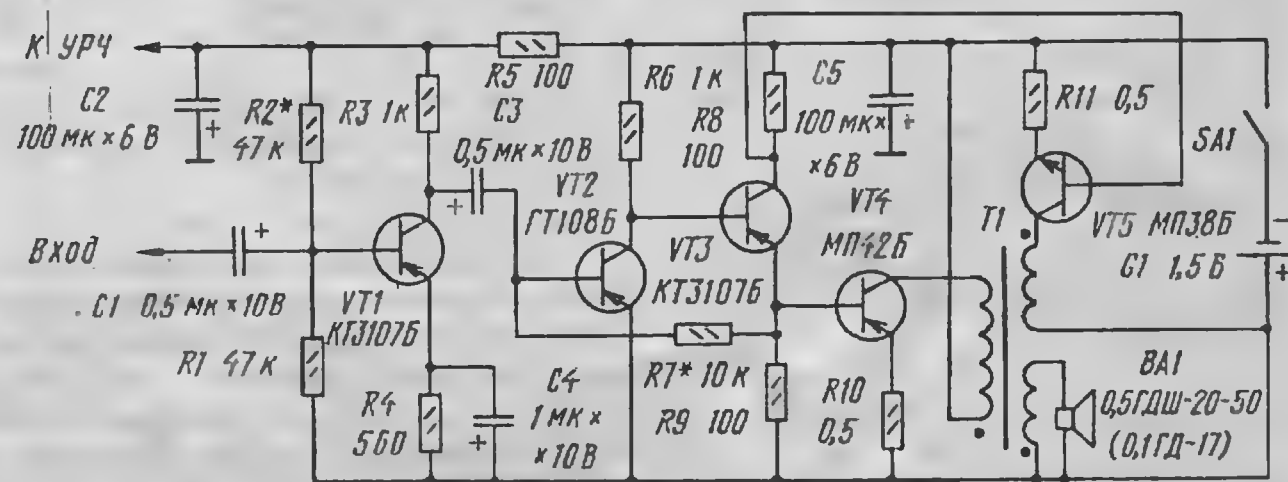 К УРЧ
C2
100 мк × 6 В
R2*
47 к
R3 1к
R5 100
C3
0,5 мк × 10 В
R6 1 к
R8
100
C5
100 мк ×
× 6 В
R11 0,5
SA1
VT2
ГТ108Б
VT4
МП42Б
T1
VT5 МП38Б
G1 1,5 В
Вход
C1 0,5 мк × 10 В
VT1
КТ3107Б
VT3
КТ3107Б
R1 47 к
R4
560
C4
1 мк ×
× 10 В
R7* 10 к
R9 100
R10
0,5
BA1
0,5ГДШ-20-50
(0,1ГД-17)